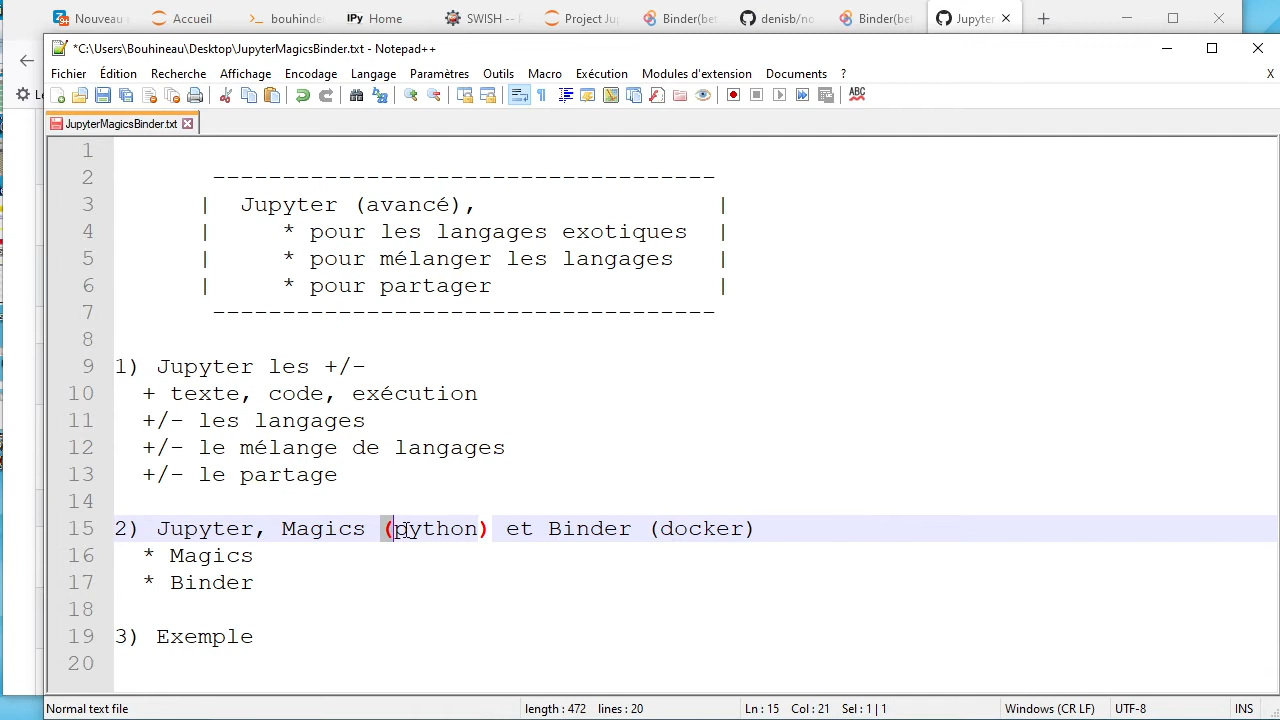 Nouveau
Accueil
bouhinde
IPy Home
SWISH --
Project Ju
Binder(be
denisb/no
Binder(be
Jupyter
*C:\Users\Bouhineau\Desktop\JupyterMagicsBinder.txt - Notepad++
Fichier Édition Recherche Affichage Encodage Langage Paramètres Outils Macro Exécution Modules d'extension Documents ? X
ABC
JupyterMagicsBinder.txt
1
2 ------------------------------------
3 | Jupyter (avancé), |
4 | * pour les langages exotiques |
5 | * pour mélanger les langages |
6 | * pour partager |
7 ------------------------------------
8
9 1) Jupyter les +/-
10 + texte, code, exécution
11 +/- les langages
12 +/- le mélange de langages
13 +/- le partage
14
15 2) Jupyter, Magics (python) et Binder (docker)
16 * Magics
17 * Binder
18
19 3) Exemple
20
Normal text file length : 472 lines : 20 Ln : 15 Col : 21 Sel : 1 | 1 Windows (CR LF) UTF-8 INS